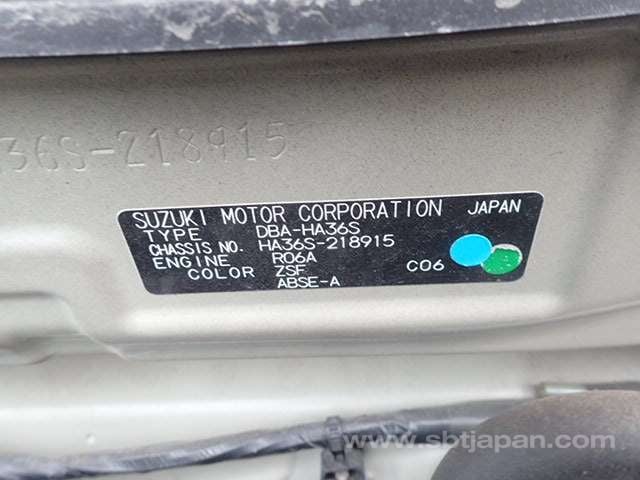 36S-218915
SUZUKI MOTOR CORPORATION JAPAN
TYPE DBA-HA36S
CHASSIS NO. HA36S-218915
ENGINE R06A
COLOR ZSF C06
ABSE-A
www.sbtjapan.com